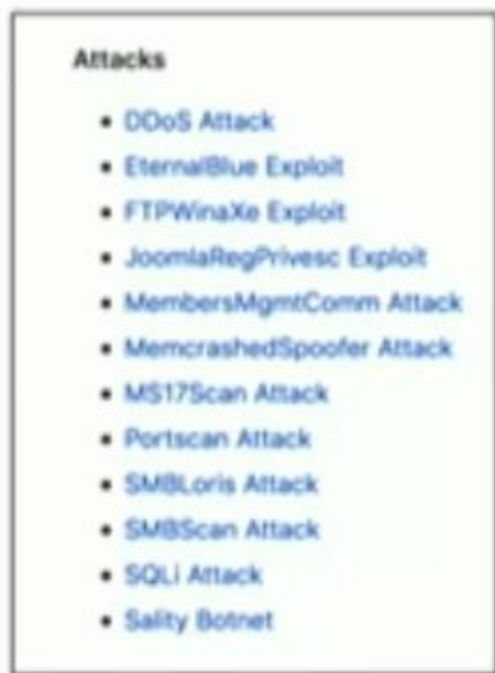 Attacks
• DDoS Attack
• EternalBlue Exploit
• FTPWinaXe Exploit
• JoomlaRegPrivesc Exploit
• MembersMgmtComm Attack
• MemcrashedSpoofer Attack
• MS17Scan Attack
• Portscan Attack
• SMBLoris Attack
• SMBScan Attack
• SQLi Attack
• Sality Botnet